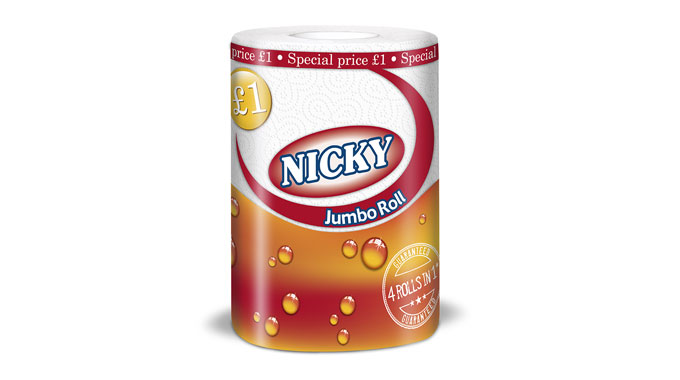 price £1 • Special price £1 • Special
£1
NICKY
Jumbo Roll
GUARANTEED
4 ROLLS IN 1*
GUARANTEED